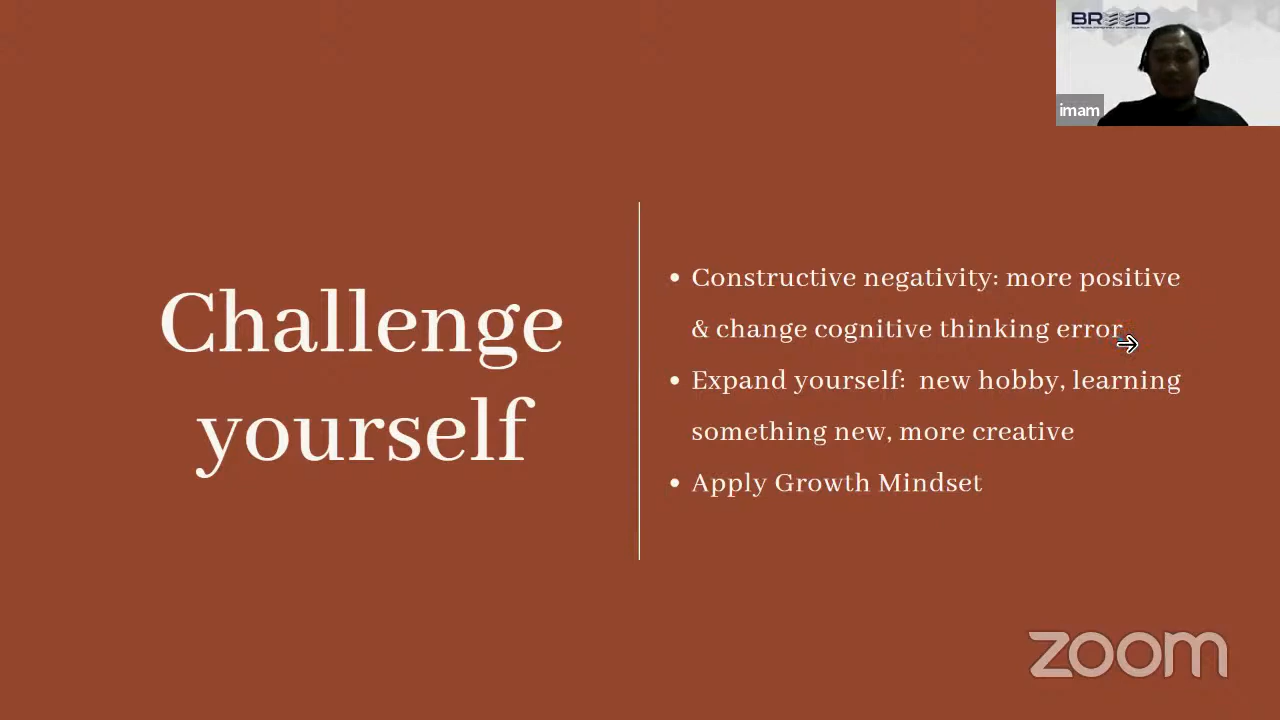 BREED
imam
Challenge
yourself
• Constructive negativity: more positive
& change cognitive thinking error
• Expand yourself: new hobby, learning
something new, more creative
• Apply Growth Mindset
zoom